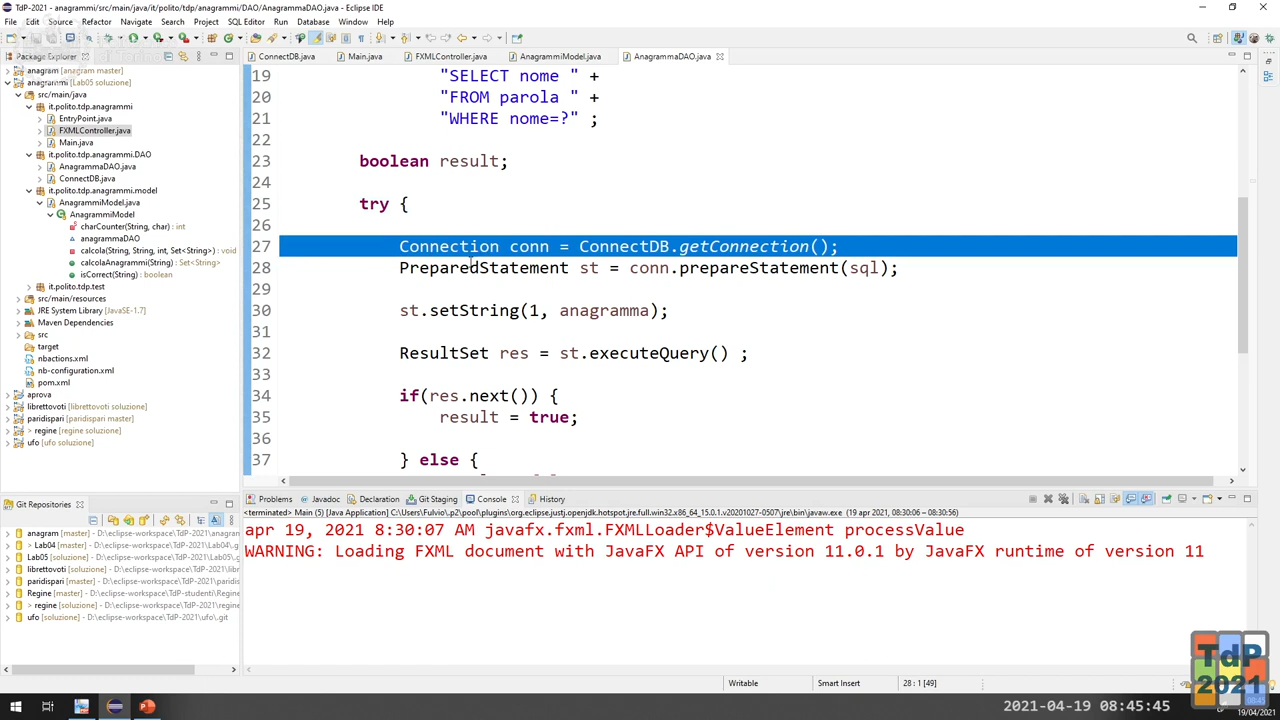 TdP-2021 - anagrammi/src/main/java/it/polito/tdp/anagrammi/DAO/AnagrammaDAO.java - Eclipse IDE
File Edit Source Refactor Navigate Search Project SQL Editor Run Database Window Help
Package Explorer
anagram [anagram master]
anagrammi [Lab05 soluzione]
src/main/java
it.polito.tdp.anagrammi
EntryPoint.java
FXMLController.java
Main.java
it.polito.tdp.anagrammi.DAO
AnagrammaDAO.java
ConnectDB.java
it.polito.tdp.anagrammi.model
AnagrammiModel.java
AnagrammiModel
charCounter(String, char) : int
anagrammaDAO
calcola(String, String, int, Set<String>) : void
calcolaAnagrammi(String) : Set<String>
isCorrect(String) : boolean
it.polito.tdp.test
src/main/resources
JRE System Library [JavaSE-1.7]
Maven Dependencies
src
target
nbactions.xml
nb-configuration.xml
pom.xml
aprova
librettovoti [librettovoti soluzione]
paridispari [paridispari master]
> regine [regine soluzione]
ufo [ufo soluzione]
ConnectDB.java Main.java FXMLController.java AnagrammiModel.java AnagrammaDAO.java
19 "SELECT nome " +
20 "FROM parola " +
21 "WHERE nome=?" ;
22
23 boolean result;
24
25 try {
26
27 Connection conn = ConnectDB.getConnection();
28 PreparedStatement st = conn.prepareStatement(sql);
29
30 st.setString(1, anagramma);
31
32 ResultSet res = st.executeQuery() ;
33
34 if(res.next()) {
35 result = true;
36
37 } else {
Git Repositories
anagram [master] - D:\eclipse-workspace\TdP-2021\anagram\.git
> Lab04 [master] - D:\eclipse-workspace\TdP-2021\Lab04\.g
Lab05 [soluzione] - D:\eclipse-workspace\TdP-2021\Lab05\.
librettovoti [soluzione] - D:\eclipse-workspace\TdP-2021\li
paridispari [master] - D:\eclipse-workspace\TdP-2021\parid
Regine [master] - D:\eclipse-workspace\TdP-studenti\Regine
> regine [soluzione] - D:\eclipse-workspace\TdP-2021\regine
ufo [soluzione] - D:\eclipse-workspace\TdP-2021\ufo\.git
Problems Javadoc Declaration Git Staging Console History
<terminated> Main (5) [Java Application] C:\Users\Fulvio\.p2\pool\plugins\org.eclipse.justj.openjdk.hotspot.jre.full.win32.x86_64_15.0.1.v20201027-0507\jre\bin\javaw.exe (19 apr 2021, 8:30:06 – 8:30:56)
apr 19, 2021 8:30:07 AM javafx.fxml.FXMLLoader$ValueElement processValue
WARNING: Loading FXML document with JavaFX API of version 11.0.1 by JavaFX runtime of version 11
Writable Smart Insert 28 : 1 [49]
TdP
2021
2021-04-19 08:45:45
19/04/2021